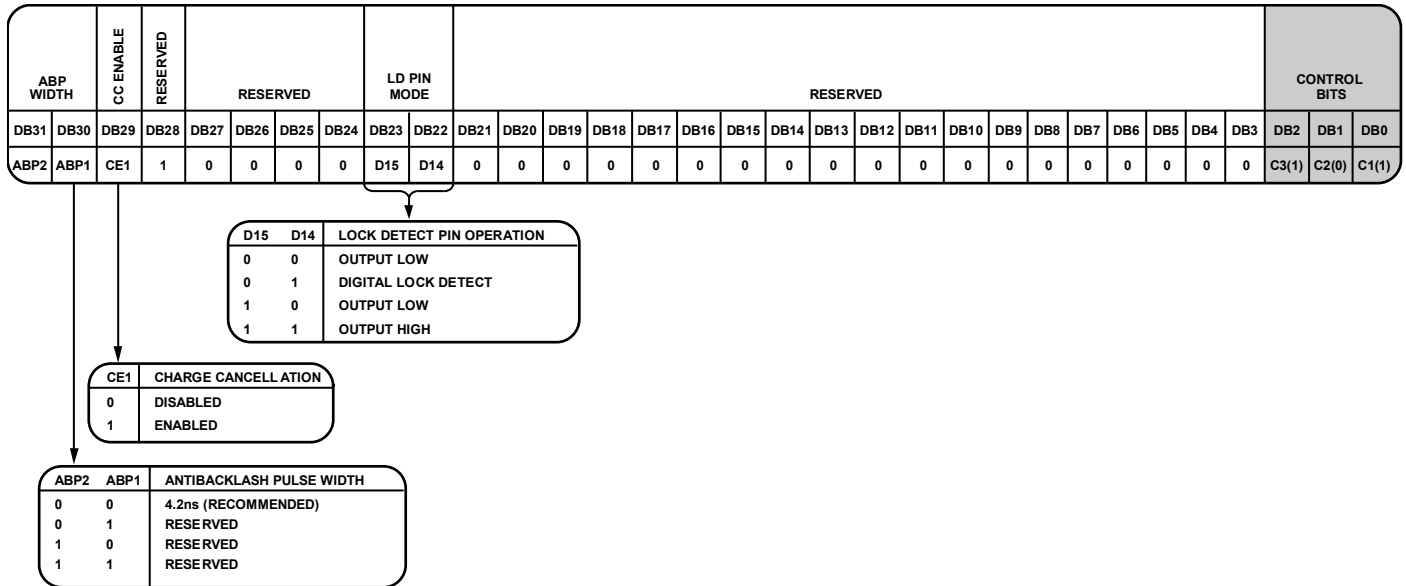 ABP WIDTH
CC ENABLE
RESERVED
RESERVED
LD PIN MODE
RESERVED
CONTROL BITS
DB31 DB30 DB29 DB28 DB27 DB26 DB25 DB24 DB23 DB22 DB21 DB20 DB19 DB18 DB17 DB16 DB15 DB14 DB13 DB12 DB11 DB10 DB9 DB8 DB7 DB6 DB5 DB4 DB3 DB2 DB1 DB0
ABP2 ABP1 CE1 1 0 0 0 0 D15 D14 0 0 0 0 0 0 0 0 0 0 0 0 0 0 0 0 0 0 0 C3(1) C2(0) C1(1)
D15 D14 LOCK DETECT PIN OPERATION
0 0 OUTPUT LOW
0 1 DIGITAL LOCK DETECT
1 0 OUTPUT LOW
1 1 OUTPUT HIGH
CE1 CHARGE CANCELLATION
0 DISABLED
1 ENABLED
ABP2 ABP1 ANTIBACKLASH PULSE WIDTH
0 0 4.2ns (RECOMMENDED)
0 1 RESERVED
1 0 RESERVED
1 1 RESERVED